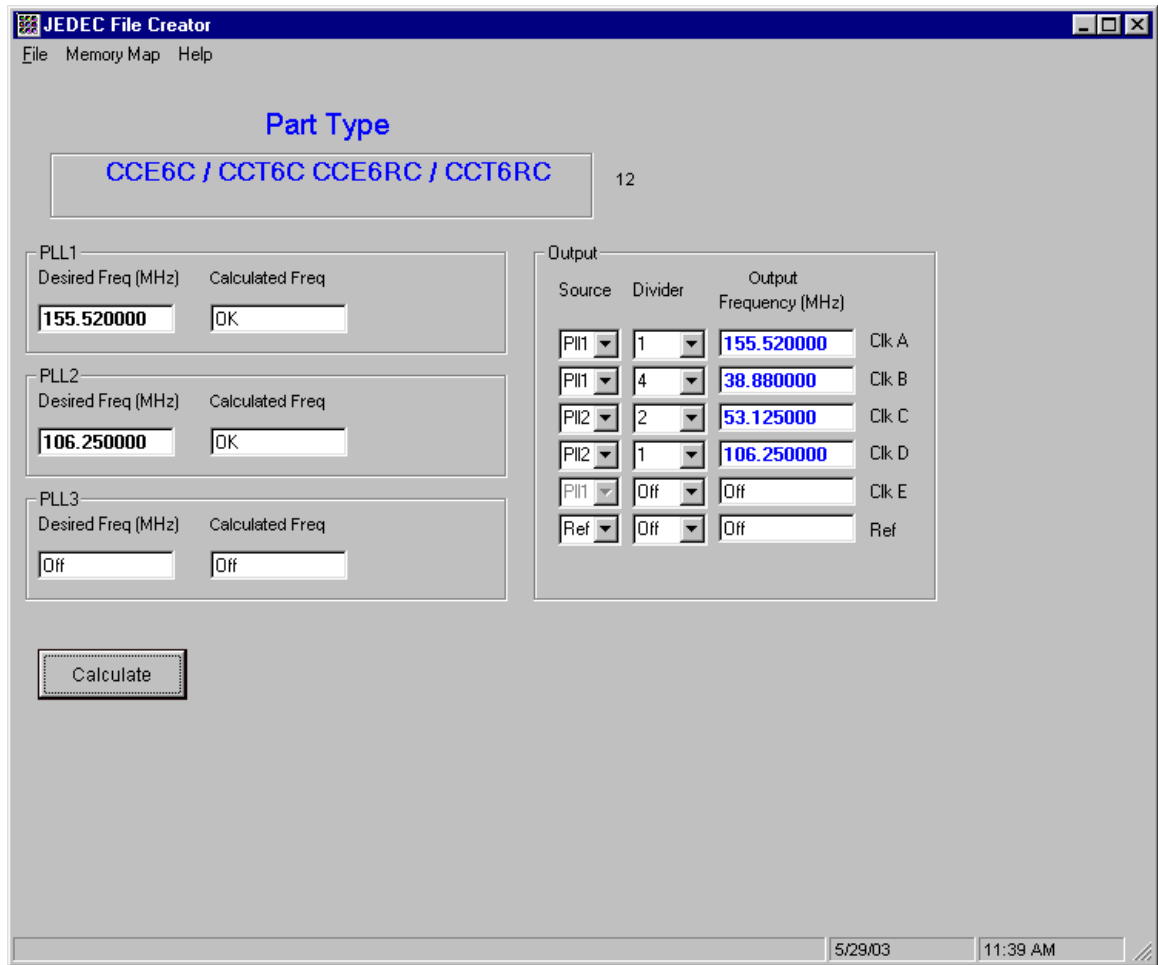 JEDEC File Creator
File Memory Map Help
Part Type
CCE6C / CCT6C CCE6RC / CCT6RC
12
PLL1
Desired Freq (MHz) Calculated Freq
155.520000 OK
PLL2
Desired Freq (MHz) Calculated Freq
106.250000 OK
PLL3
Desired Freq (MHz) Calculated Freq
Off Off
Calculate
Output
Source Divider Output Frequency (MHz)
Pll1 1 155.520000 Clk A
Pll1 4 38.880000 Clk B
Pll2 2 53.125000 Clk C
Pll2 1 106.250000 Clk D
Pll1 Off Off Clk E
Ref Off Off Ref
5/29/03 11:39 AM